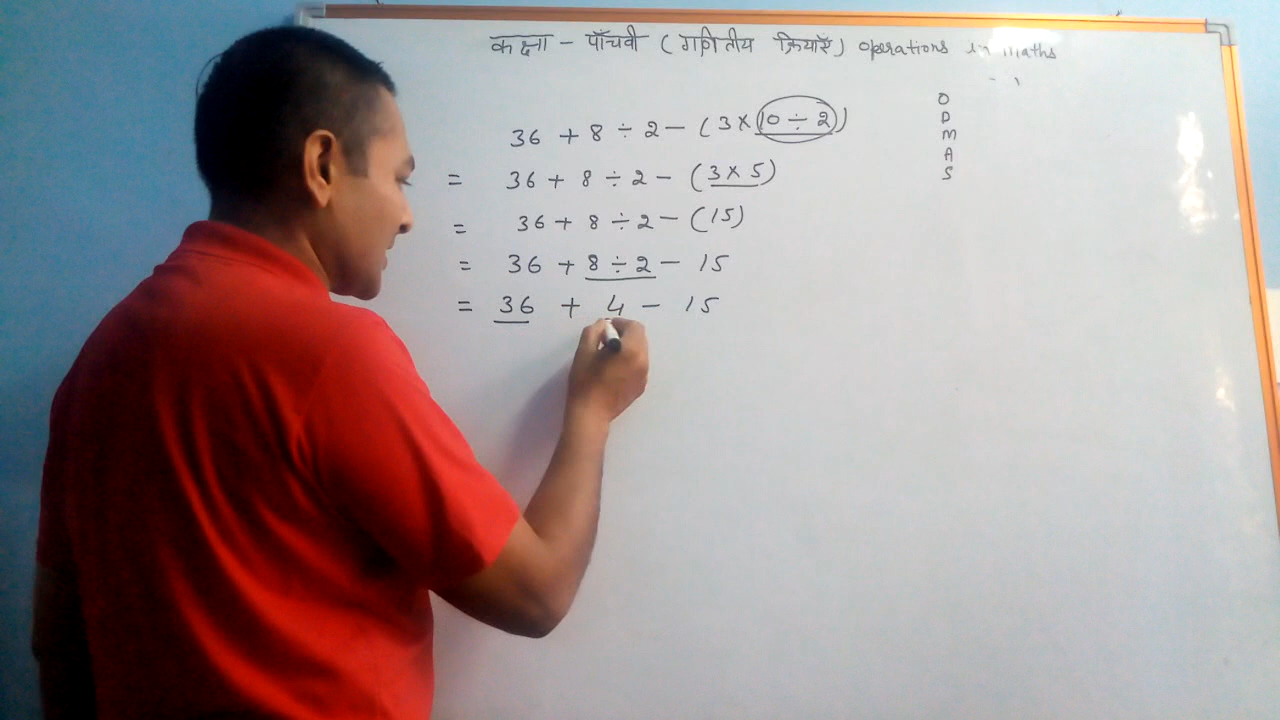 कक्षा - पाँचवी (गणितीय क्रियाएँ) operations in maths
36 + 8 ÷ 2 - (3 × 10 ÷ 2)
= 36 + 8 ÷ 2 - (3 × 5)
= 36 + 8 ÷ 2 - (15)
= 36 + 8 ÷ 2 - 15
= 36 + 4 - 15
O
D
M
A
S